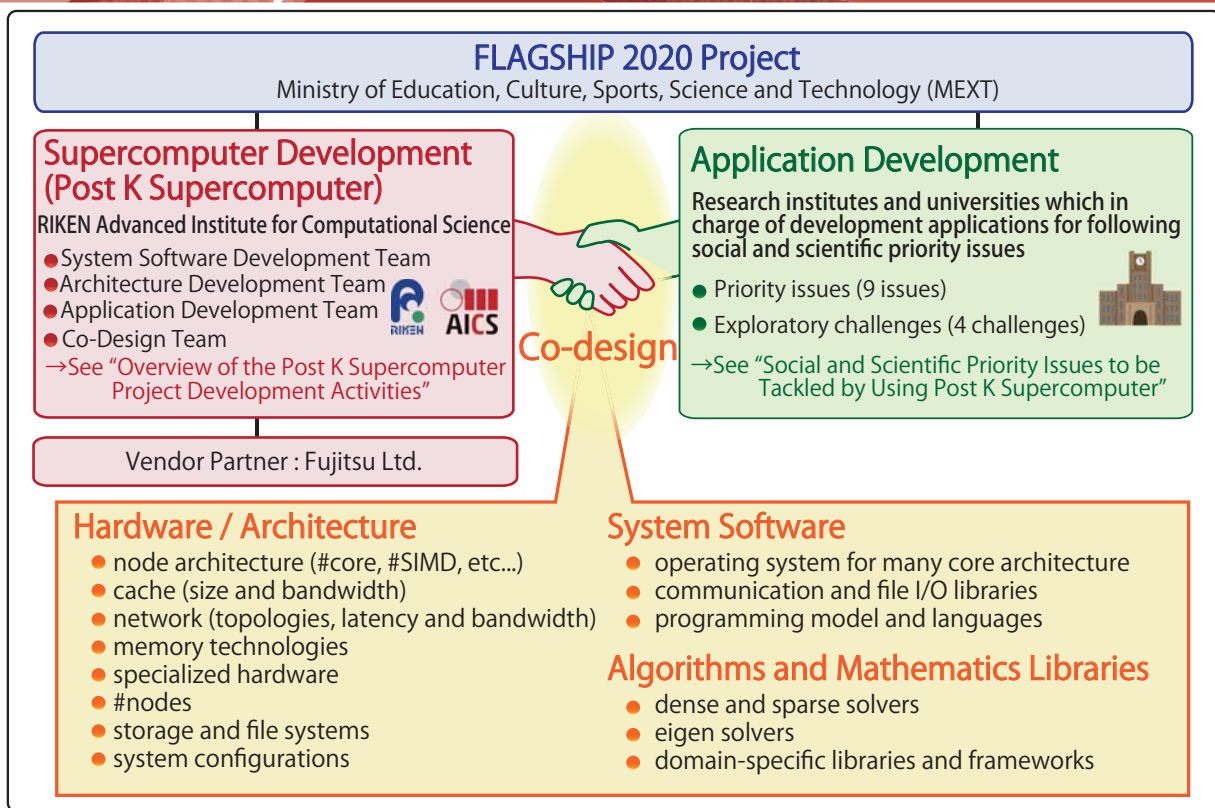 FLAGSHIP 2020 Project
Ministry of Education, Culture, Sports, Science and Technology (MEXT)
Supercomputer Development
(Post K Supercomputer)
RIKEN Advanced Institute for Computational Science
●System Software Development Team
●Architecture Development Team
●Application Development Team
●Co-Design Team
RIKEN
AICS
→See “Overview of the Post K Supercomputer
Project Development Activities”
Vendor Partner : Fujitsu Ltd.
Co-design
Application Development
Research institutes and universities which in
charge of development applications for following
social and scientific priority issues
● Priority issues (9 issues)
● Exploratory challenges (4 challenges)
→See “Social and Scientific Priority Issues to be
Tackled by Using Post K Supercomputer”
Hardware / Architecture
● node architecture (#core, #SIMD, etc...)
● cache (size and bandwidth)
● network (topologies, latency and bandwidth)
● memory technologies
● specialized hardware
● #nodes
● storage and file systems
● system configurations
System Software
● operating system for many core architecture
● communication and file I/O libraries
● programming model and languages
Algorithms and Mathematics Libraries
● dense and sparse solvers
● eigen solvers
● domain-specific libraries and frameworks